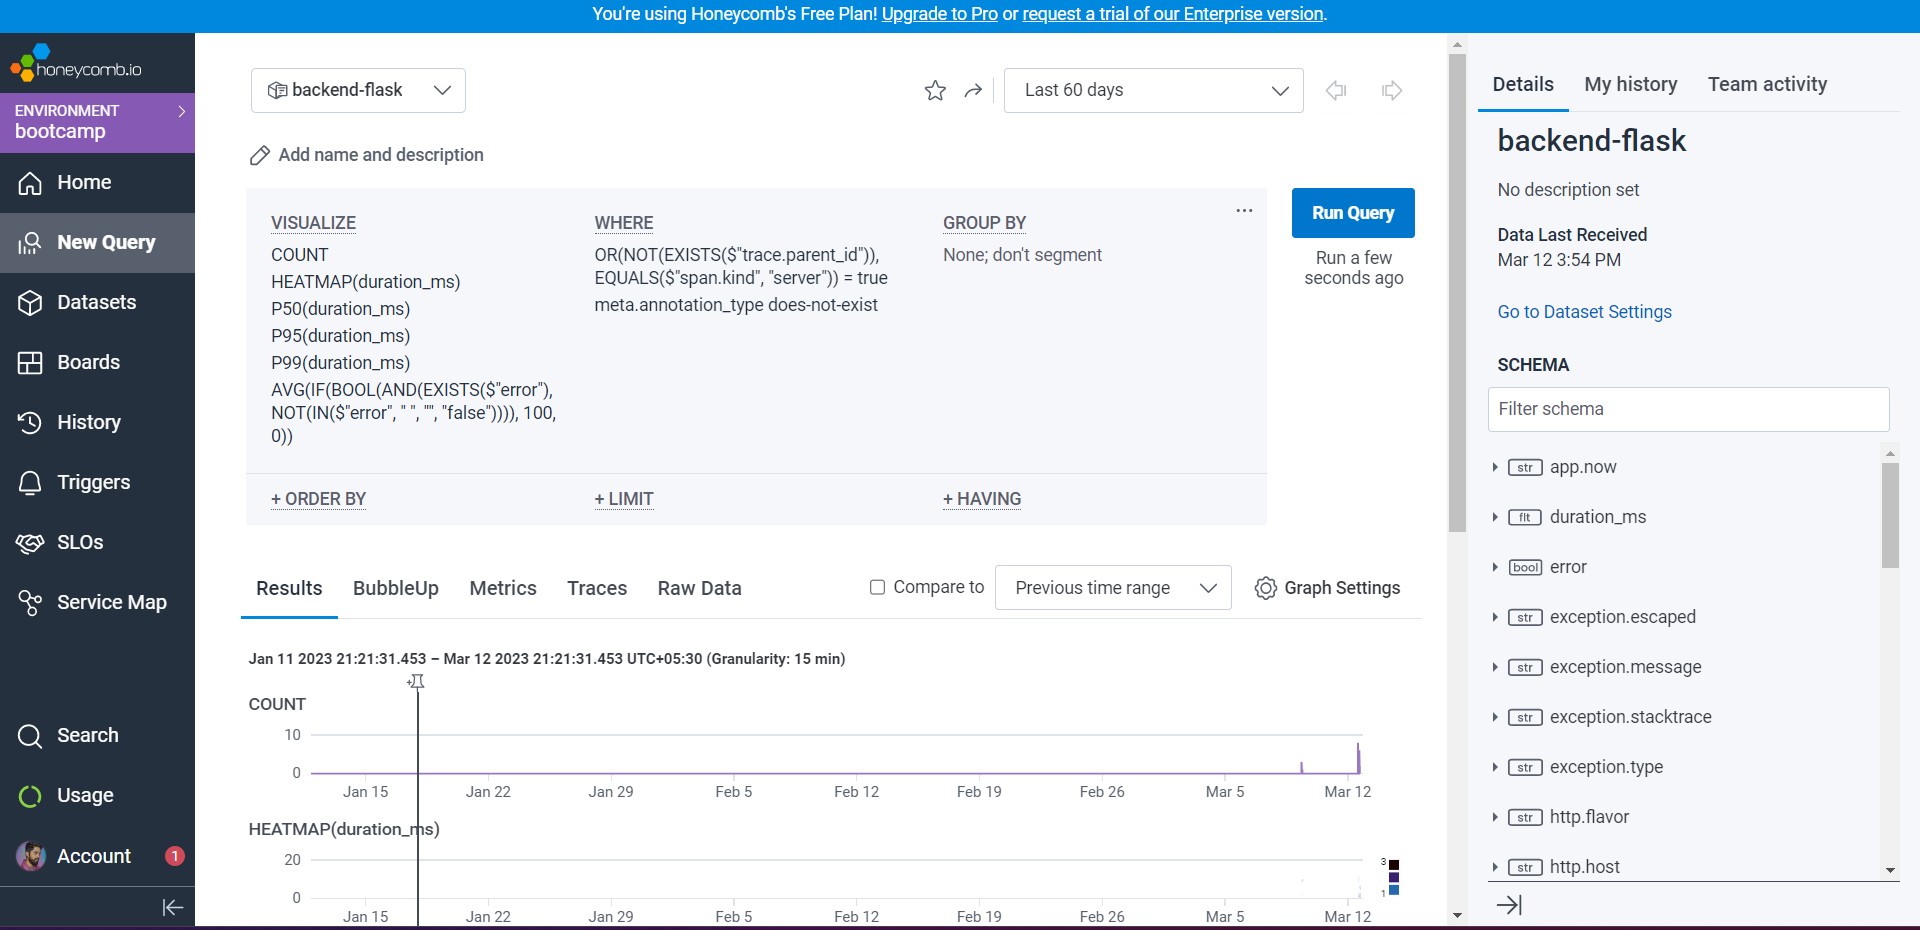 You're using Honeycomb's Free Plan! Upgrade to Pro or request a trial of our Enterprise version.
honeycomb.io
ENVIRONMENT
bootcamp
Home
New Query
Datasets
Boards
History
Triggers
SLOs
Service Map
Search
Usage
Account 1
backend-flask
Last 60 days
Add name and description
VISUALIZE
COUNT
HEATMAP(duration_ms)
P50(duration_ms)
P95(duration_ms)
P99(duration_ms)
AVG(IF(BOOL(AND(EXISTS($"error"),
NOT(IN($"error", " ", "", "false")))), 100,
0))
WHERE
OR(NOT(EXISTS($"trace.parent_id")),
EQUALS($"span.kind", "server")) = true
meta.annotation_type does-not-exist
GROUP BY
None; don't segment
+ ORDER BY
+ LIMIT
+ HAVING
Run Query
Run a few
seconds ago
Results BubbleUp Metrics Traces Raw Data
Compare to Previous time range Graph Settings
Jan 11 2023 21:21:31.453 – Mar 12 2023 21:21:31.453 UTC+05:30 (Granularity: 15 min)
COUNT
10
0
Jan 15 Jan 22 Jan 29 Feb 5 Feb 12 Feb 19 Feb 26 Mar 5 Mar 12
HEATMAP(duration_ms)
20
0
3
1
Jan 15 Jan 22 Jan 29 Feb 5 Feb 12 Feb 19 Feb 26 Mar 5 Mar 12
Details My history Team activity
backend-flask
No description set
Data Last Received
Mar 12 3:54 PM
Go to Dataset Settings
SCHEMA
Filter schema
str app.now
flt duration_ms
bool error
str exception.escaped
str exception.message
str exception.stacktrace
str exception.type
str http.flavor
str http.host